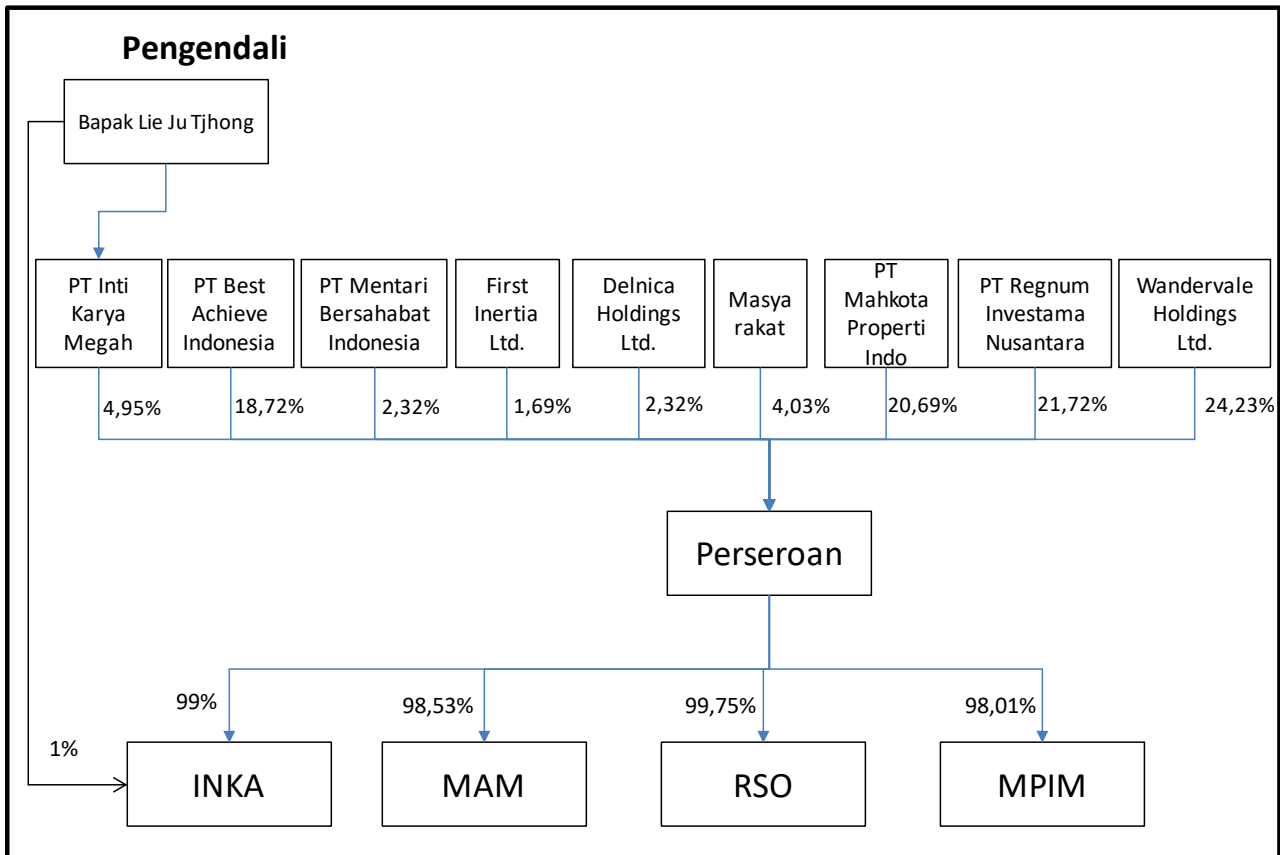 Pengendali
Bapak Lie Ju Tjhong
PT Inti
Karya
Megah
PT Best
Achieve
Indonesia
PT Mentari
Bersahabat
Indonesia
First
Inertia
Ltd.
Delnica
Holdings
Ltd.
Masya
rakat
PT
Mahkota
Properti
Indo
PT Regnum
Investama
Nusantara
Wandervale
Holdings
Ltd.
4,95%
18,72%
2,32%
1,69%
2,32%
4,03%
20,69%
21,72%
24,23%
Perseroan
99%
98,53%
99,75%
98,01%
1%
INKA
MAM
RSO
MPIM